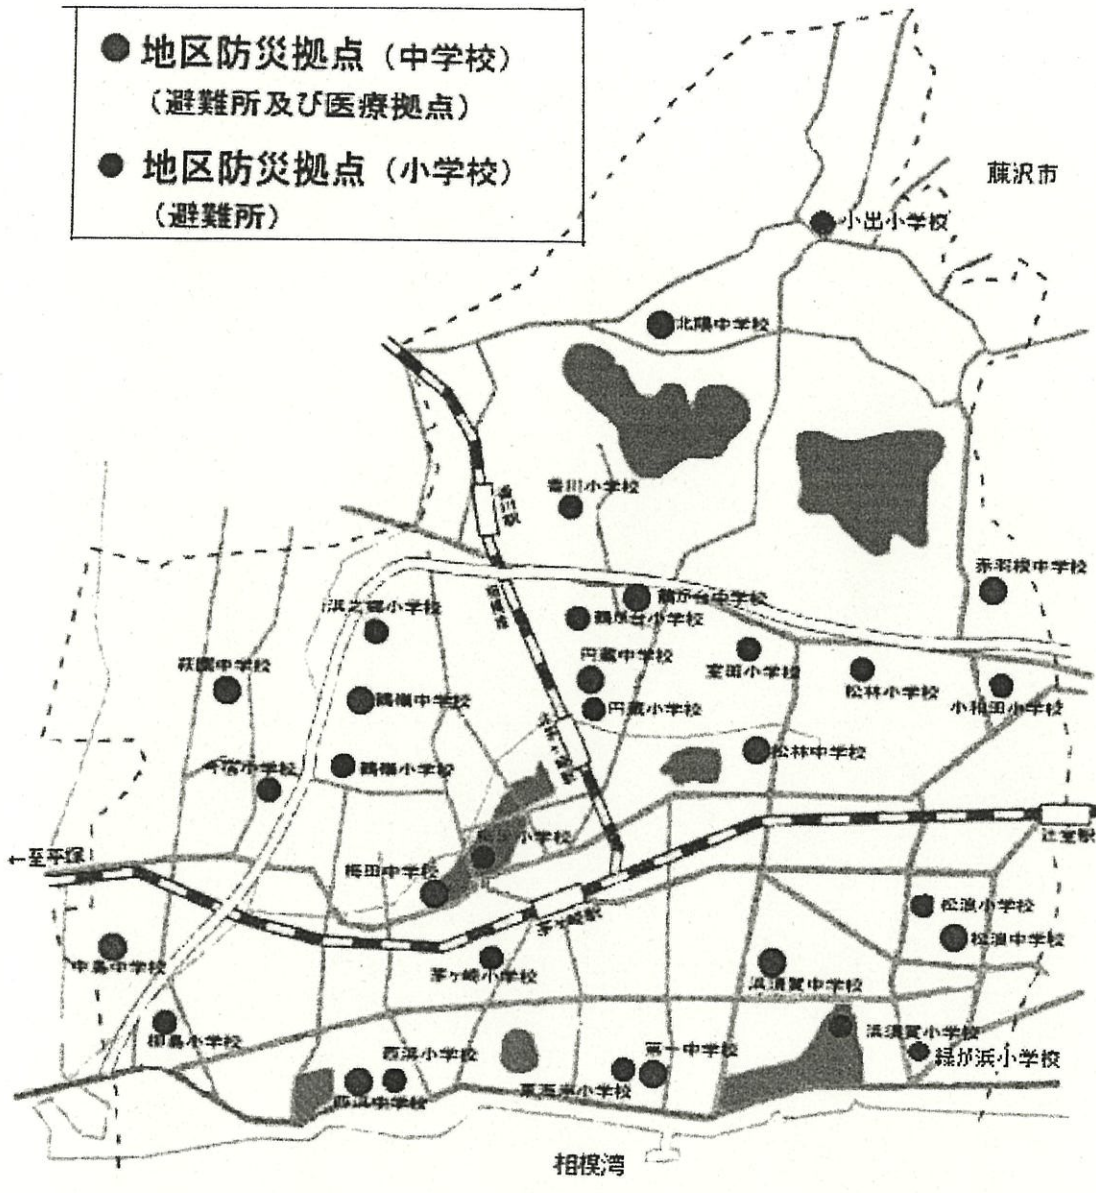 ● 地区防災拠点（中学校）
（避難所及び医療拠点）
● 地区防災拠点（小学校）
（避難所）
藤沢市
小出小学校
北陽中学校
香川小学校
香川駅
赤羽根中学校
鶴が台中学校
浜之郷小学校
鶴が台小学校
相模線
円蔵中学校
室田小学校
萩園中学校
松林小学校
鶴嶺中学校
円蔵小学校
小和田小学校
松林中学校
今宿小学校
鶴嶺小学校
辻堂駅
小学校
←至平塚
梅田中学校
松浪小学校
茅ヶ崎駅
松浪中学校
中島中学校
茅ヶ崎小学校
浜須賀中学校
浜須賀小学校
柳島小学校
西浜小学校
第一中学校
緑が浜小学校
東海岸小学校
西浜中学校
相模湾